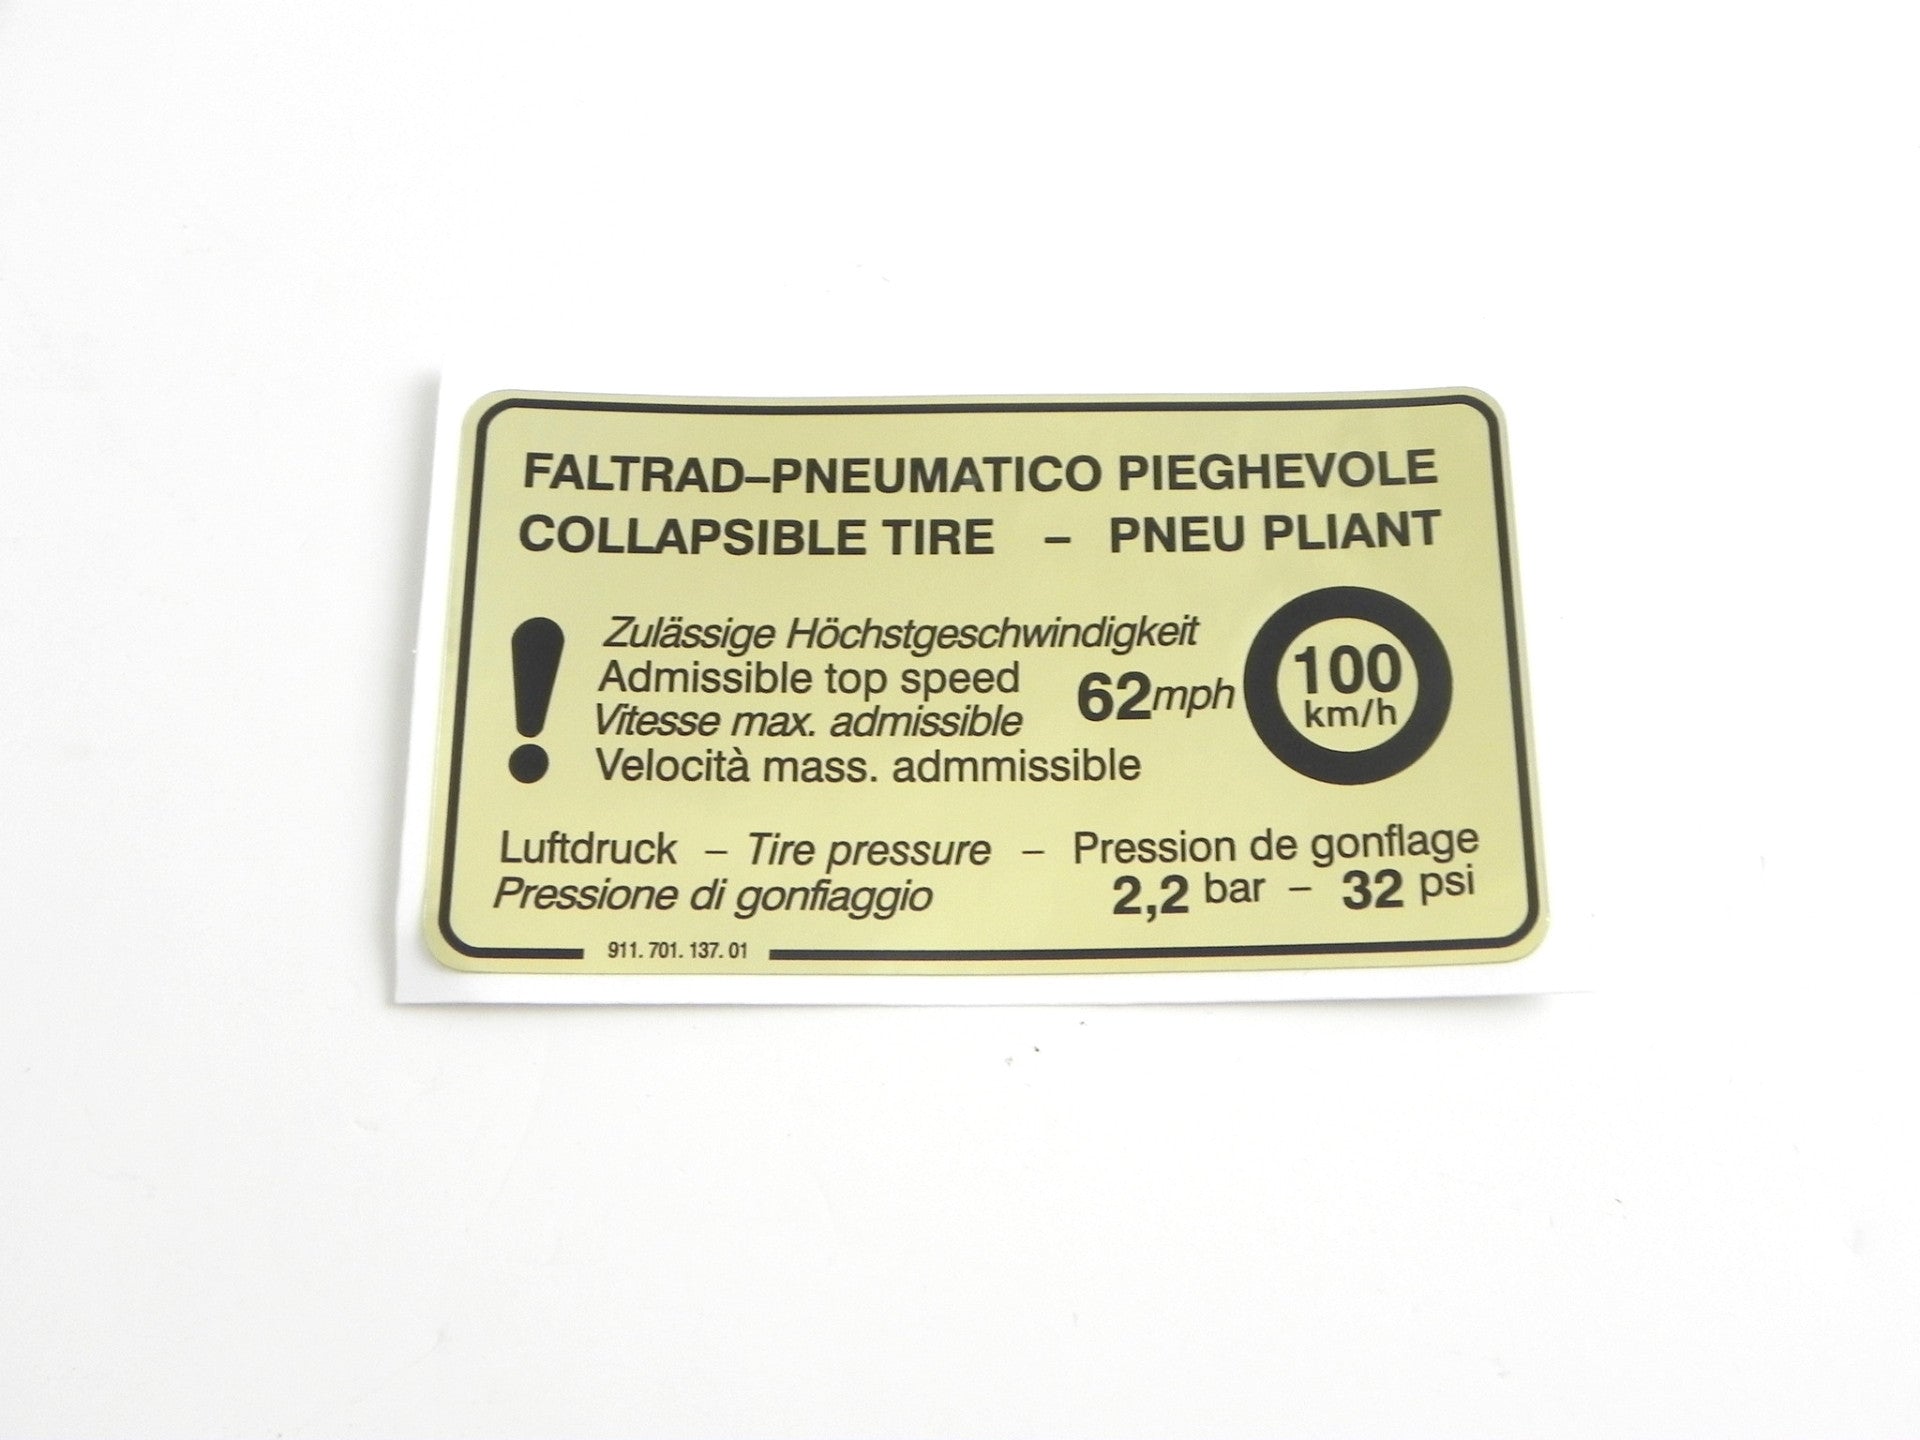 FALTRAD–PNEUMATICO PIEGHEVOLE
COLLAPSIBLE TIRE – PNEU PLIANT
! Zulässige Höchstgeschwindigkeit
Admissible top speed
Vitesse max. admissible
Velocità mass. admmissible
62mph
100
km/h
Luftdruck – Tire pressure – Pression de gonflage
Pressione di gonfiaggio 2,2 bar – 32 psi
911. 701. 137. 01